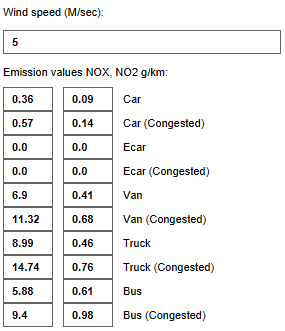 Wind speed (M/sec):
5
Emission values NOX, NO2 g/km:
0.36 0.09 Car
0.57 0.14 Car (Congested)
0.0 0.0 Ecar
0.0 0.0 Ecar (Congested)
6.9 0.41 Van
11.32 0.68 Van (Congested)
8.99 0.46 Truck
14.74 0.76 Truck (Congested)
5.88 0.61 Bus
9.4 0.98 Bus (Congested)